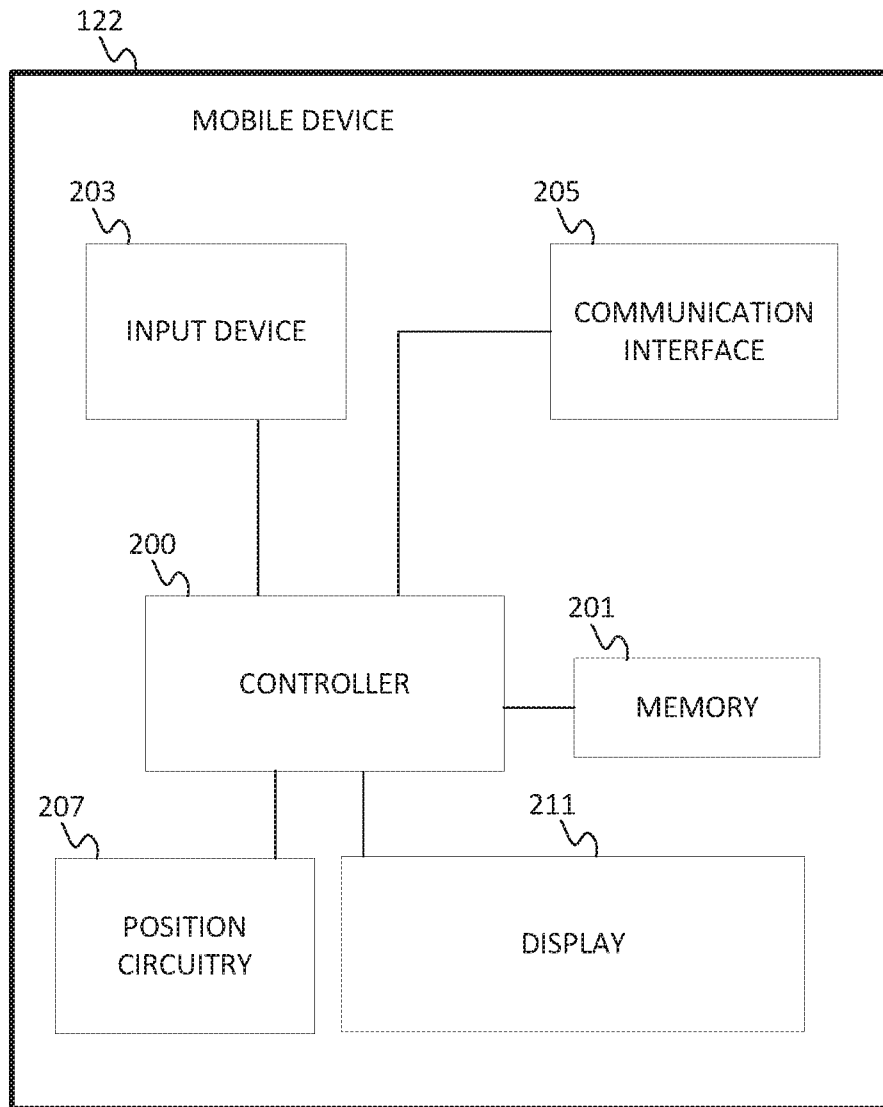 122
MOBILE DEVICE
203
205
INPUT DEVICE
COMMUNICATION
INTERFACE
200
201
CONTROLLER
MEMORY
207
211
POSITION
CIRCUITRY
DISPLAY